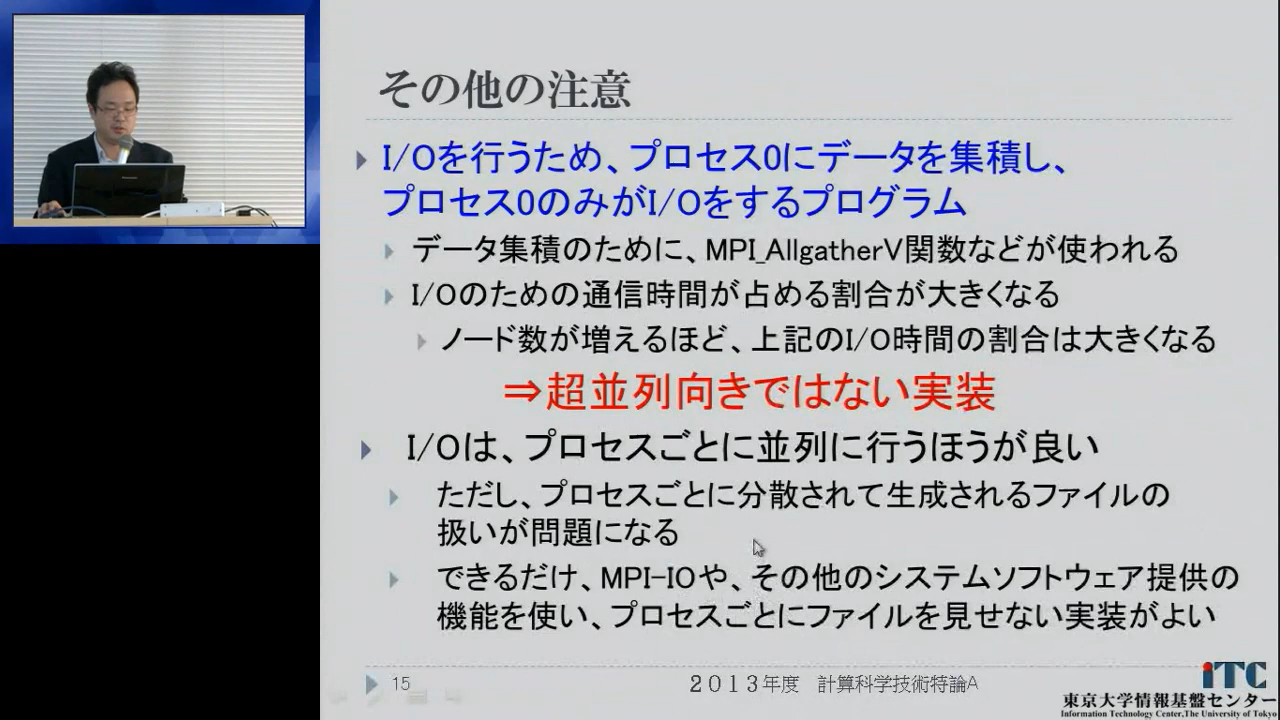 その他の注意
I/Oを行うため、プロセス0にデータを集積し、
プロセス0のみがI/Oをするプログラム
データ集積のために、MPI_AllgatherV関数などが使われる
I/Oのための通信時間が占める割合が大きくなる
ノード数が増えるほど、上記のI/O時間の割合は大きくなる
⇒超並列向きではない実装
I/Oは、プロセスごとに並列に行うほうが良い
ただし、プロセスごとに分散されて生成されるファイルの
扱いが問題になる
できるだけ、MPI-IOや、その他のシステムソフトウェア提供の
機能を使い、プロセスごとにファイルを見せない実装がよい
15
2013年度 計算科学技術特論A
iTC
東京大学情報基盤センター
Information Technology Center,The University of Tokyo